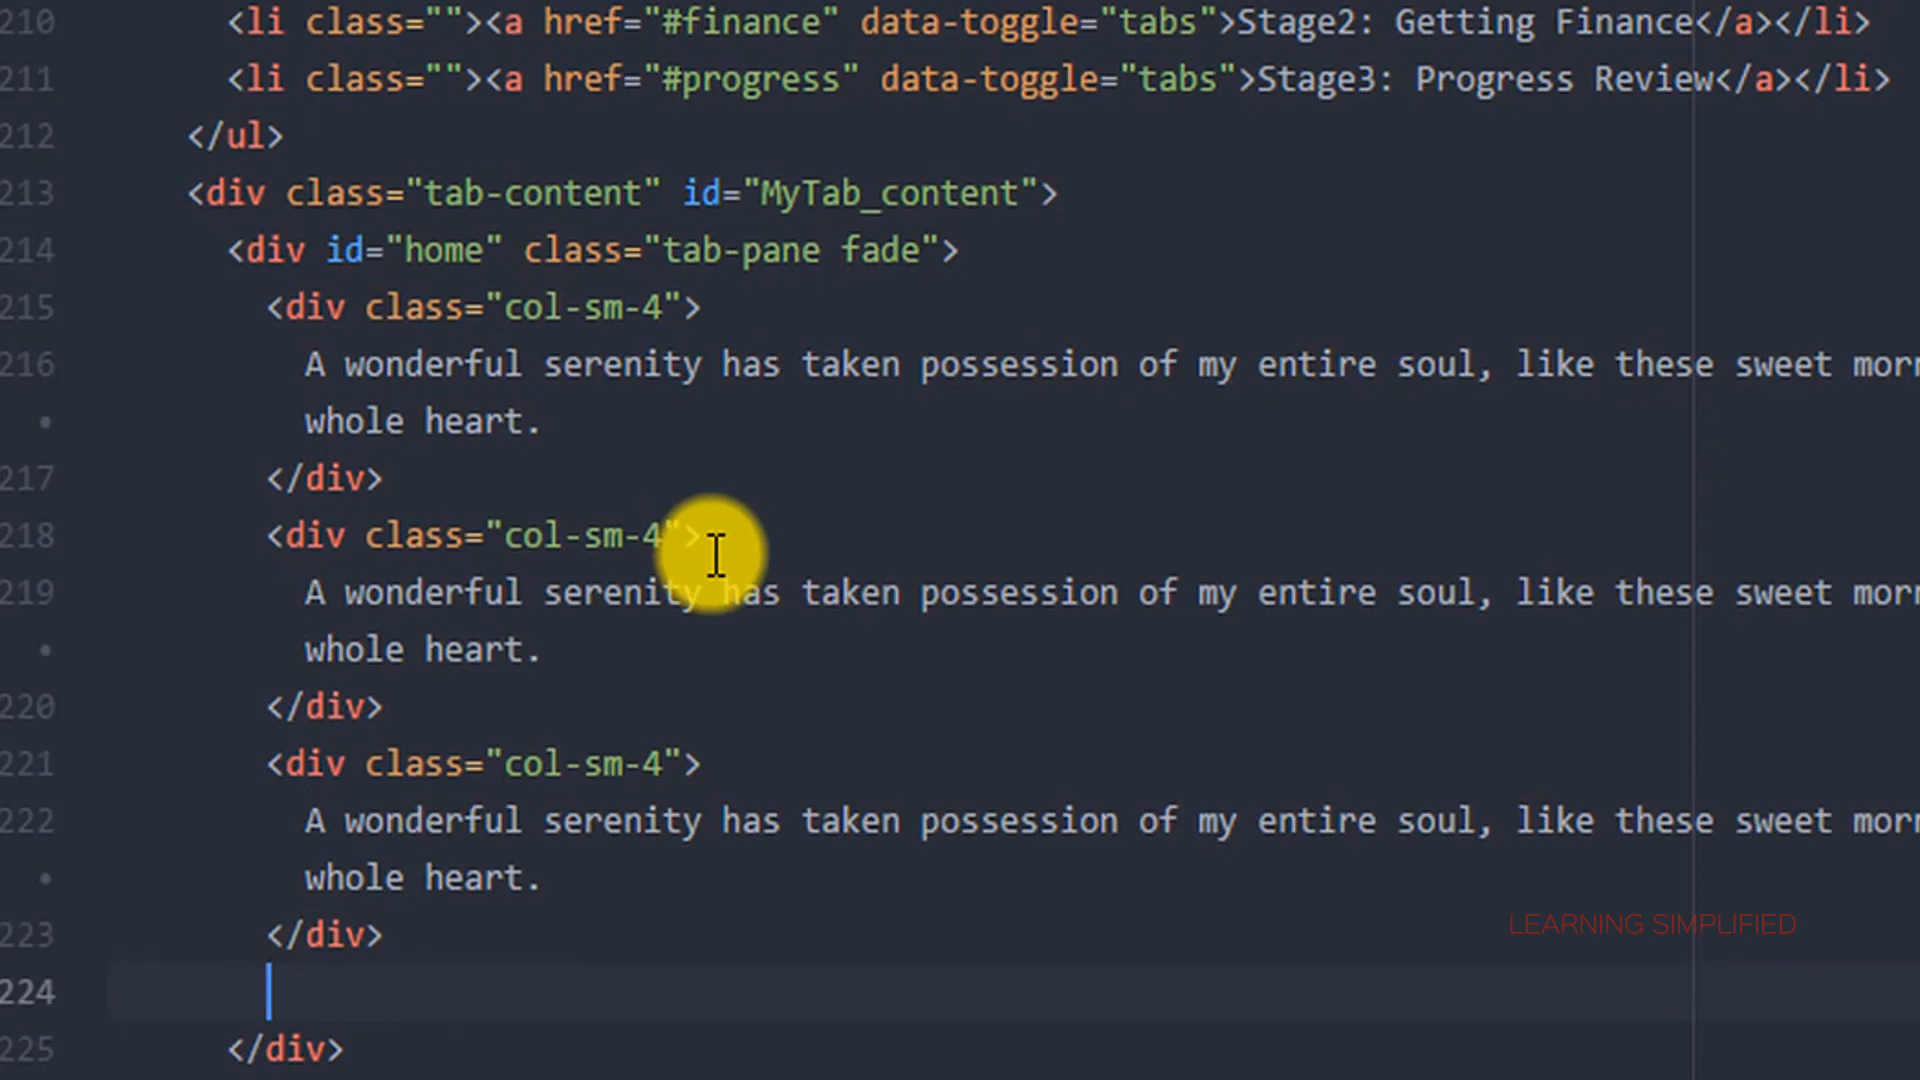 210 <li class=""><a href="#finance" data-toggle="tabs">Stage2: Getting Finance</a></li>
211 <li class=""><a href="#progress" data-toggle="tabs">Stage3: Progress Review</a></li>
212 </ul>
213 <div class="tab-content" id="MyTab_content">
214 <div id="home" class="tab-pane fade">
215 <div class="col-sm-4">
216 A wonderful serenity has taken possession of my entire soul, like these sweet
whole heart.
217 </div>
218 <div class="col-sm-4">
219 A wonderful serenity has taken possession of my entire soul, like these sweet
whole heart.
220 </div>
221 <div class="col-sm-4">
222 A wonderful serenity has taken possession of my entire soul, like these sweet
whole heart.
223 </div>
LEARNING SIMPLIFIED
224
225 </div>